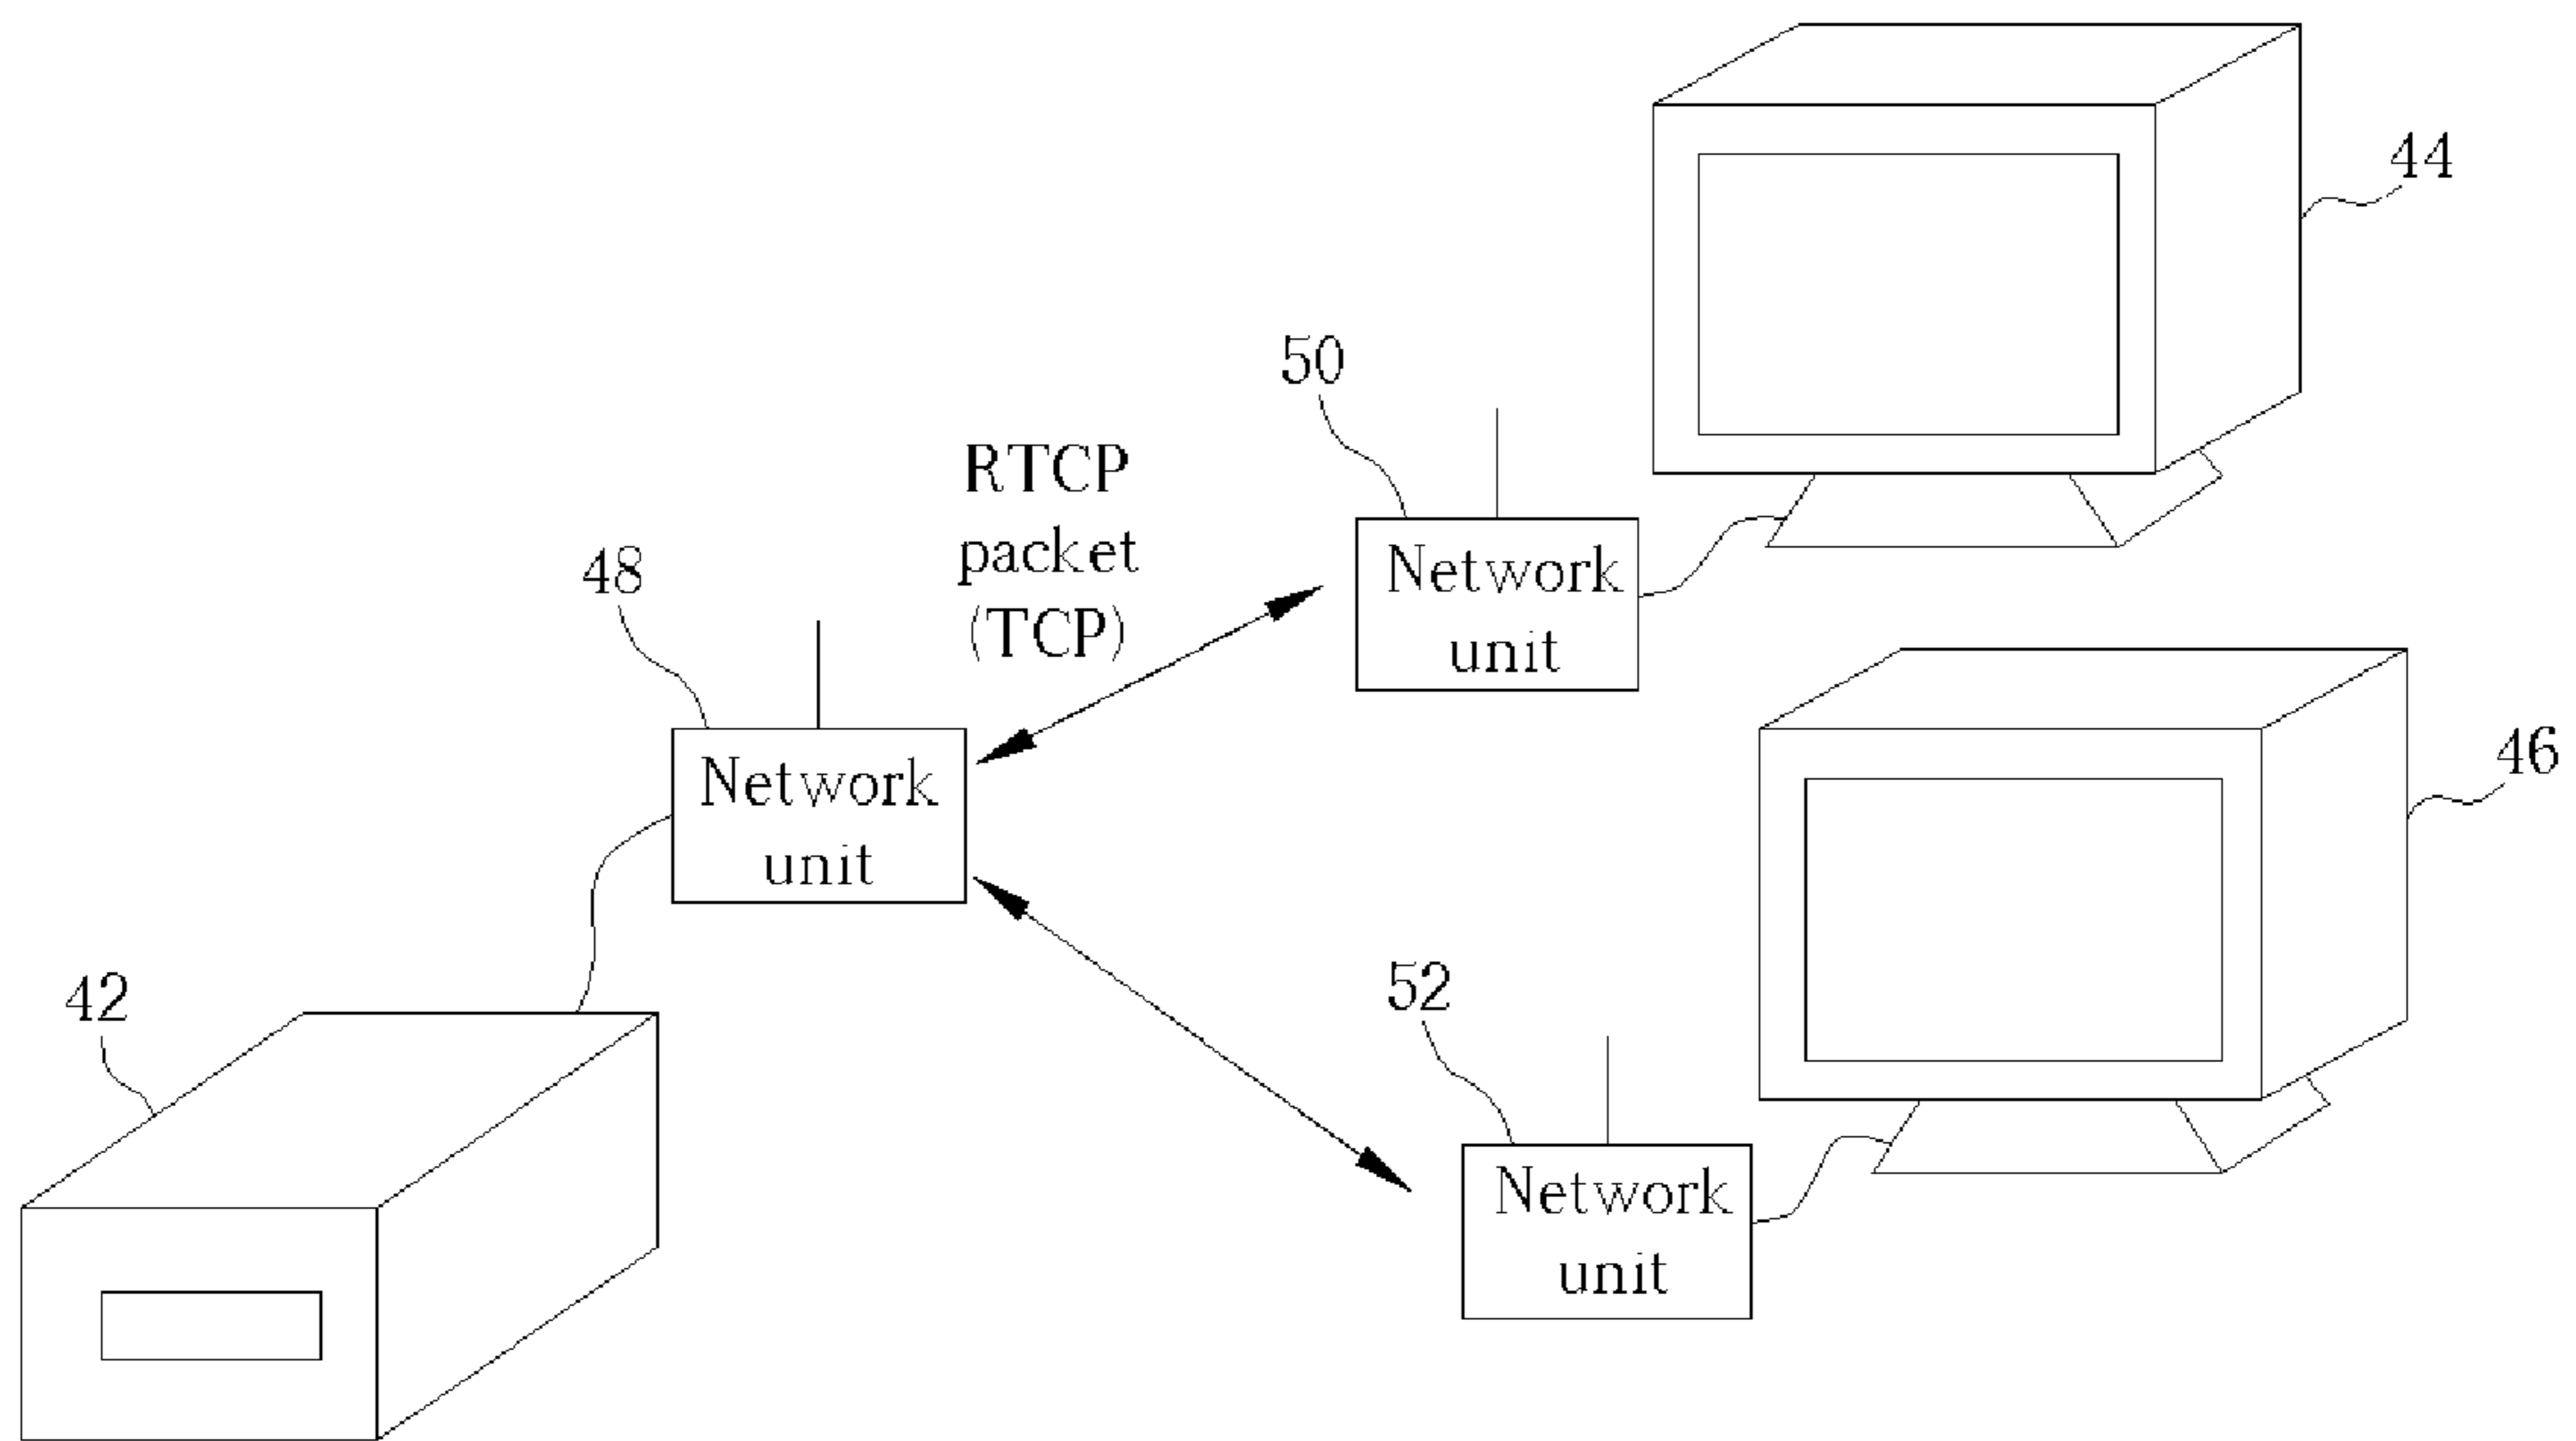 44
50
RTCP
packet
(TCP)
48
Network
unit
46
Network
unit
42
52
Network
unit